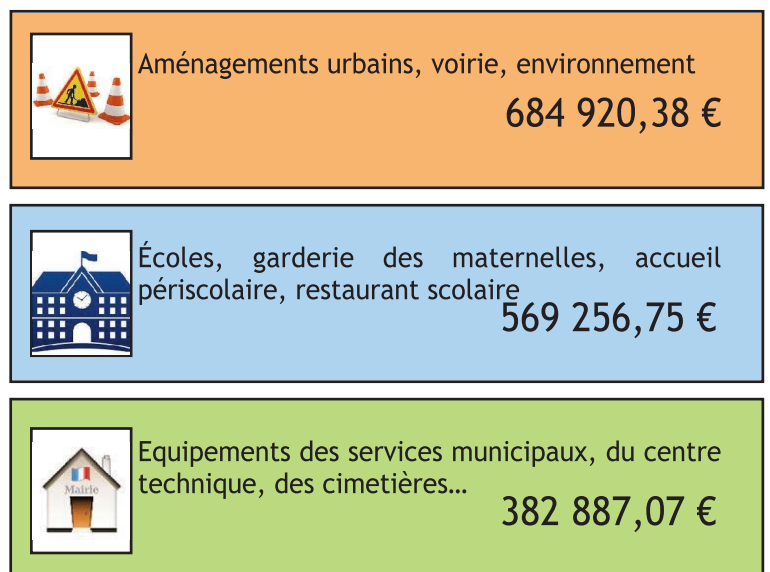 Aménagements urbains, voirie, environnement
684 920,38 €
Écoles, garderie des maternelles, accueil
périscolaire, restaurant scolaire
569 256,75 €
Mairie
Equipements des services municipaux, du centre
technique, des cimetières…
382 887,07 €